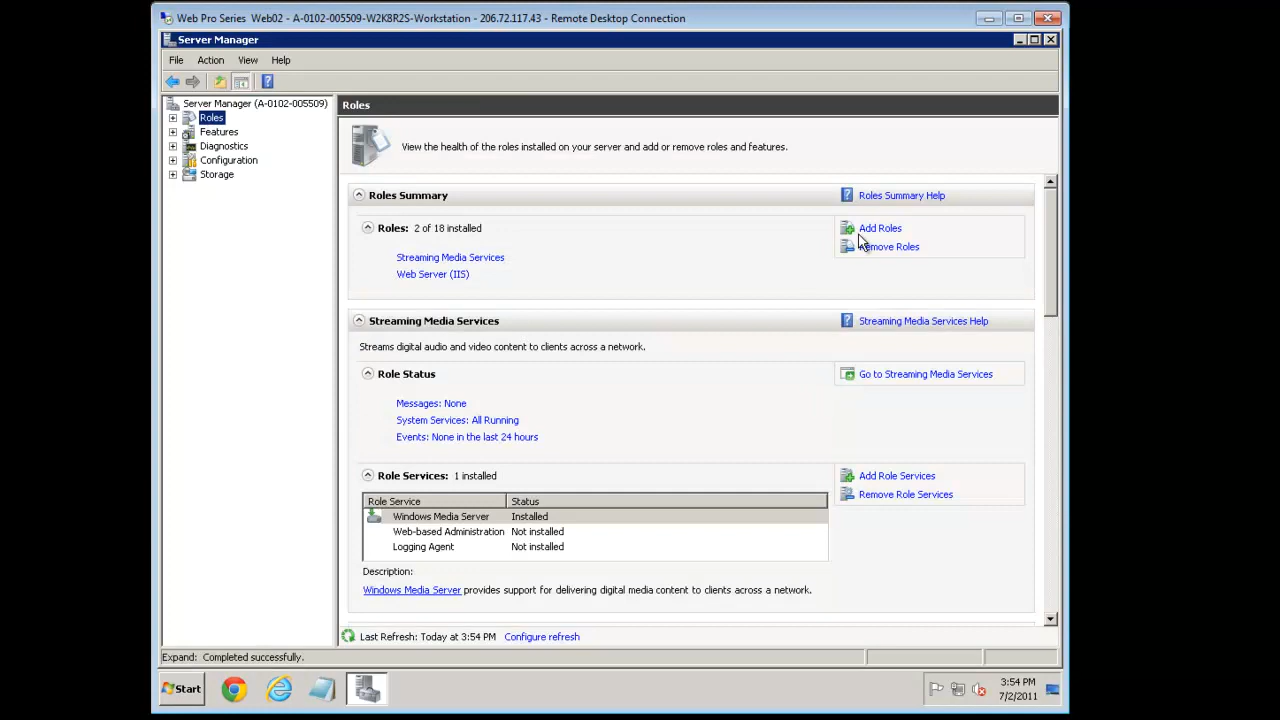 Web Pro Series Web02 - A-0102-005509-W2K8R2S-Workstation - 206.72.117.43 - Remote Desktop Connection
Server Manager
File Action View Help
Server Manager (A-0102-005509)
Roles
Features
Diagnostics
Configuration
Storage
Roles
View the health of the roles installed on your server and add or remove roles and features.
Roles Summary
Roles Summary Help
Roles: 2 of 18 installed
Add Roles
Remove Roles
Streaming Media Services
Web Server (IIS)
Streaming Media Services
Streaming Media Services Help
Streams digital audio and video content to clients across a network.
Role Status
Go to Streaming Media Services
Messages: None
System Services: All Running
Events: None in the last 24 hours
Role Services: 1 installed
Add Role Services
Remove Role Services
Role Service Status
Windows Media Server Installed
Web-based Administration Not installed
Logging Agent Not installed
Description:
Windows Media Server provides support for delivering digital media content to clients across a network.
Last Refresh: Today at 3:54 PM Configure refresh
Expand: Completed successfully.
Start
3:54 PM
7/2/2011